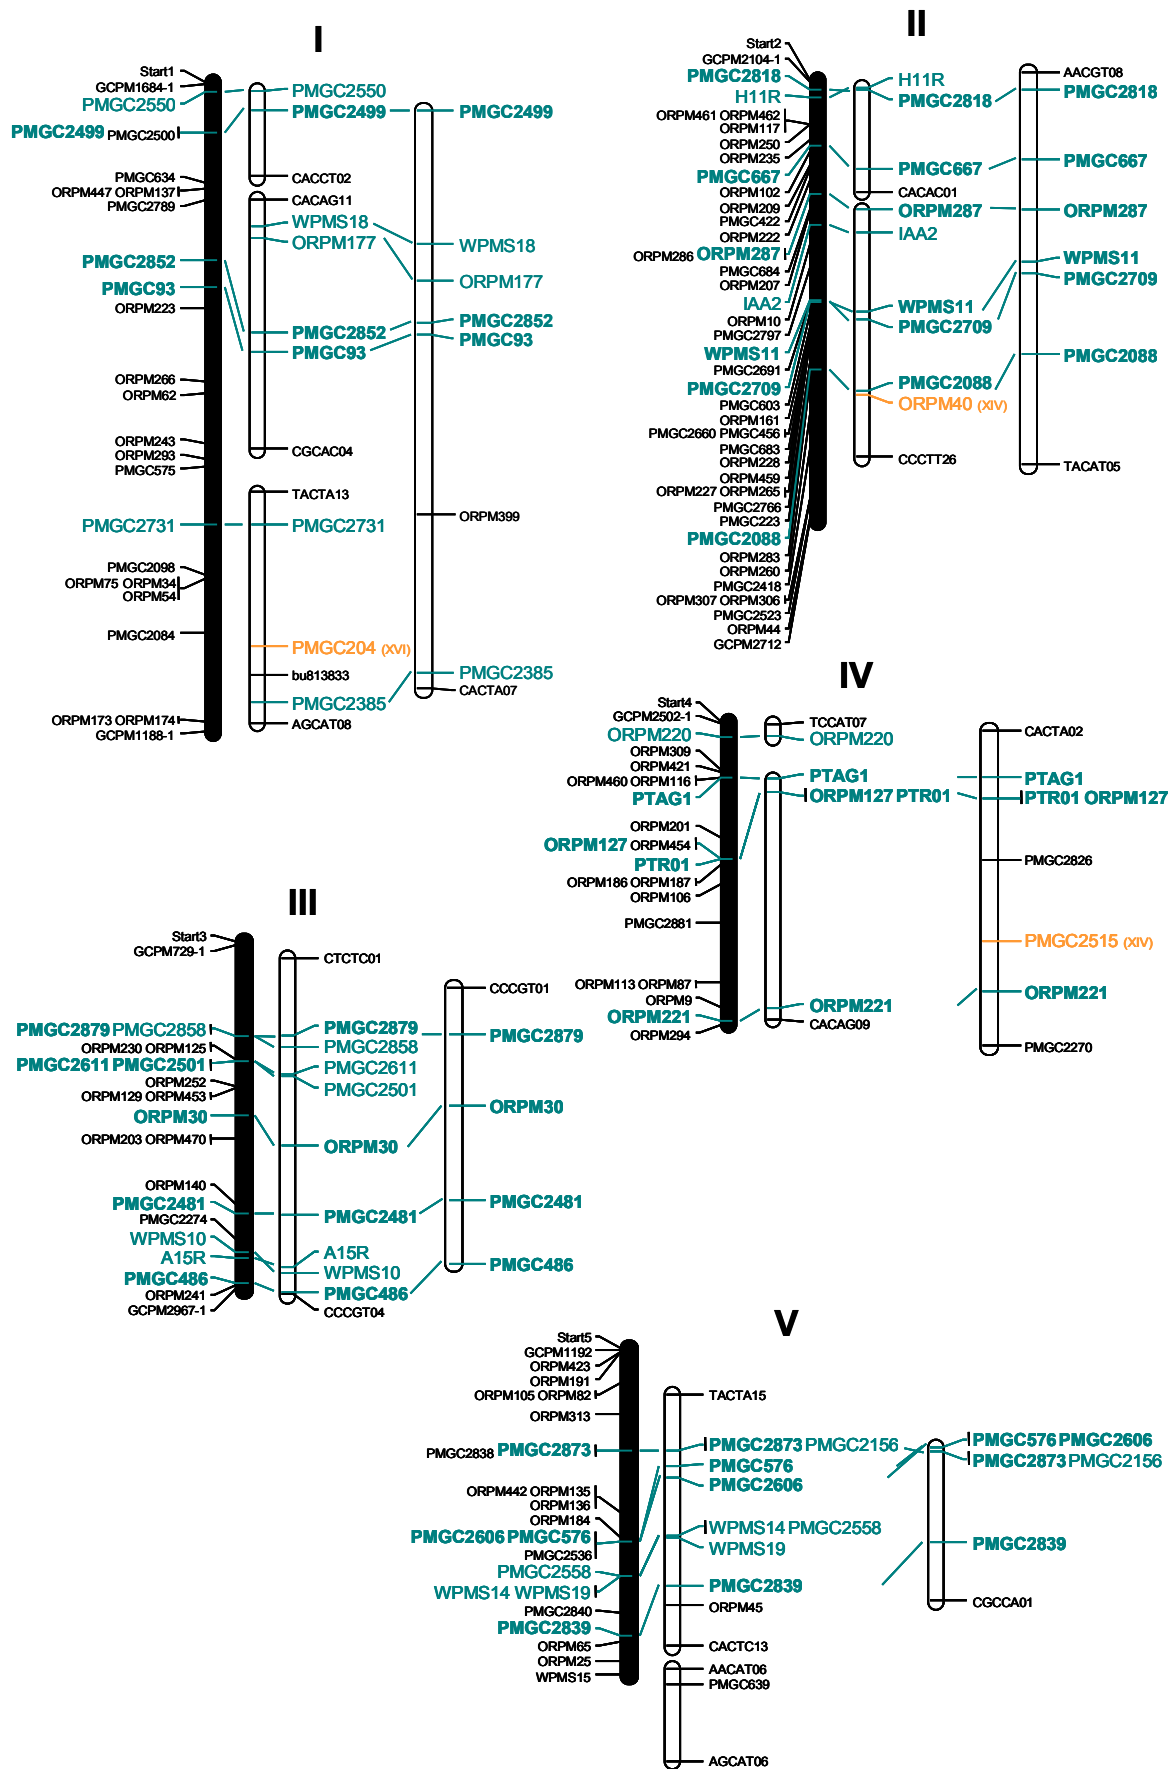 I
Start1
GCPM1684-1
PMGC2550
PMGC2499 PMGC2500
PMGC634
ORPM447 ORPM137
PMGC2789
PMGC2852
PMGC93
ORPM223
ORPM266
ORPM62
ORPM243
ORPM293
PMGC575
PMGC2731
PMGC2098
ORPM75 ORPM34
ORPM54
PMGC2084
ORPM173 ORPM174
GCPM1188-1
PMGC2550
PMGC2499
CACCT02
CACAG11
WPMS18
ORPM177
PMGC2852
PMGC93
CGCAC04
TACTA13
PMGC2731
PMGC204 (XVI)
bu813833
PMGC2385
AGCAT08
PMGC2499
WPMS18
ORPM177
PMGC2852
PMGC93
ORPM399
PMGC2385
CACTA07
II
Start2
GCPM2104-1
PMGC2818
H11R
ORPM461 ORPM462
ORPM117
ORPM250
ORPM235
PMGC667
ORPM102
ORPM209
PMGC422
ORPM222
ORPM286 ORPM287
PMGC684
ORPM207
IAA2
ORPM10
PMGC2797
WPMS11
PMGC2691
PMGC2709
PMGC603
ORPM161
PMGC2660 PMGC456
PMGC683
ORPM228
ORPM459
ORPM227 ORPM265
PMGC2766
PMGC223
PMGC2088
ORPM283
ORPM260
PMGC2418
ORPM307 ORPM306
PMGC2523
ORPM44
GCPM2712
H11R
PMGC2818
PMGC667
CACAC01
ORPM287
IAA2
WPMS11
PMGC2709
PMGC2088
ORPM40 (XIV)
CCCTT26
AACGT08
PMGC2818
PMGC667
ORPM287
WPMS11
PMGC2709
PMGC2088
TACAT05
IV
Start4
GCPM2502-1
ORPM220
ORPM309
ORPM421
ORPM460 ORPM116
PTAG1
ORPM201
ORPM127 ORPM454
PTR01
ORPM186 ORPM187
ORPM106
PMGC2881
ORPM113 ORPM87
ORPM9
ORPM221
ORPM294
TCCAT07
ORPM220
PTAG1
ORPM127 PTR01
ORPM221
CACAG09
CACTA02
PTAG1
PTR01 ORPM127
PMGC2826
PMGC2515 (XIV)
ORPM221
PMGC2270
III
Start3
GCPM729-1
PMGC2879 PMGC2858
ORPM230 ORPM125
PMGC2611 PMGC2501
ORPM252
ORPM129 ORPM453
ORPM30
ORPM203 ORPM470
ORPM140
PMGC2481
PMGC2274
WPMS10
A15R
PMGC486
ORPM241
GCPM2967-1
CTCTC01
PMGC2879
PMGC2858
PMGC2611
PMGC2501
ORPM30
PMGC2481
A15R
WPMS10
PMGC486
CCCGT04
CCCGT01
PMGC2879
ORPM30
PMGC2481
PMGC486
V
Start5
GCPM1192
ORPM423
ORPM191
ORPM105 ORPM82
ORPM313
PMGC2838 PMGC2873
ORPM442 ORPM135
ORPM136
ORPM184
PMGC2606 PMGC576
PMGC2536
PMGC2558
WPMS14 WPMS19
PMGC2840
PMGC2839
ORPM65
ORPM25
WPMS15
TACTA15
PMGC2873 PMGC2156
PMGC576
PMGC2606
WPMS14 PMGC2558
WPMS19
PMGC2839
ORPM45
CACTC13
AACAT06
PMGC639
AGCAT06
PMGC576 PMGC2606
PMGC2873 PMGC2156
PMGC2839
CGCCA01